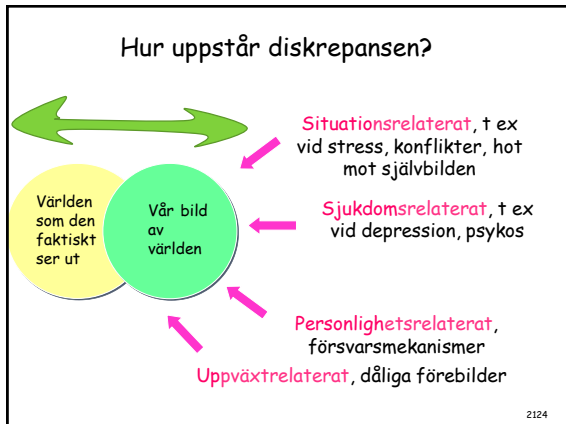 Hur uppstår diskrepansen?
Situationsrelaterat, t ex
vid stress, konflikter, hot
mot självbilden
Världen
som den
faktiskt
ser ut
Vår bild
av
världen
Sjukdomsrelaterat, t ex
vid depression, psykos
Personlighetsrelaterat,
försvarsmekanismer
Uppväxtrelaterat, dåliga förebilder
2124